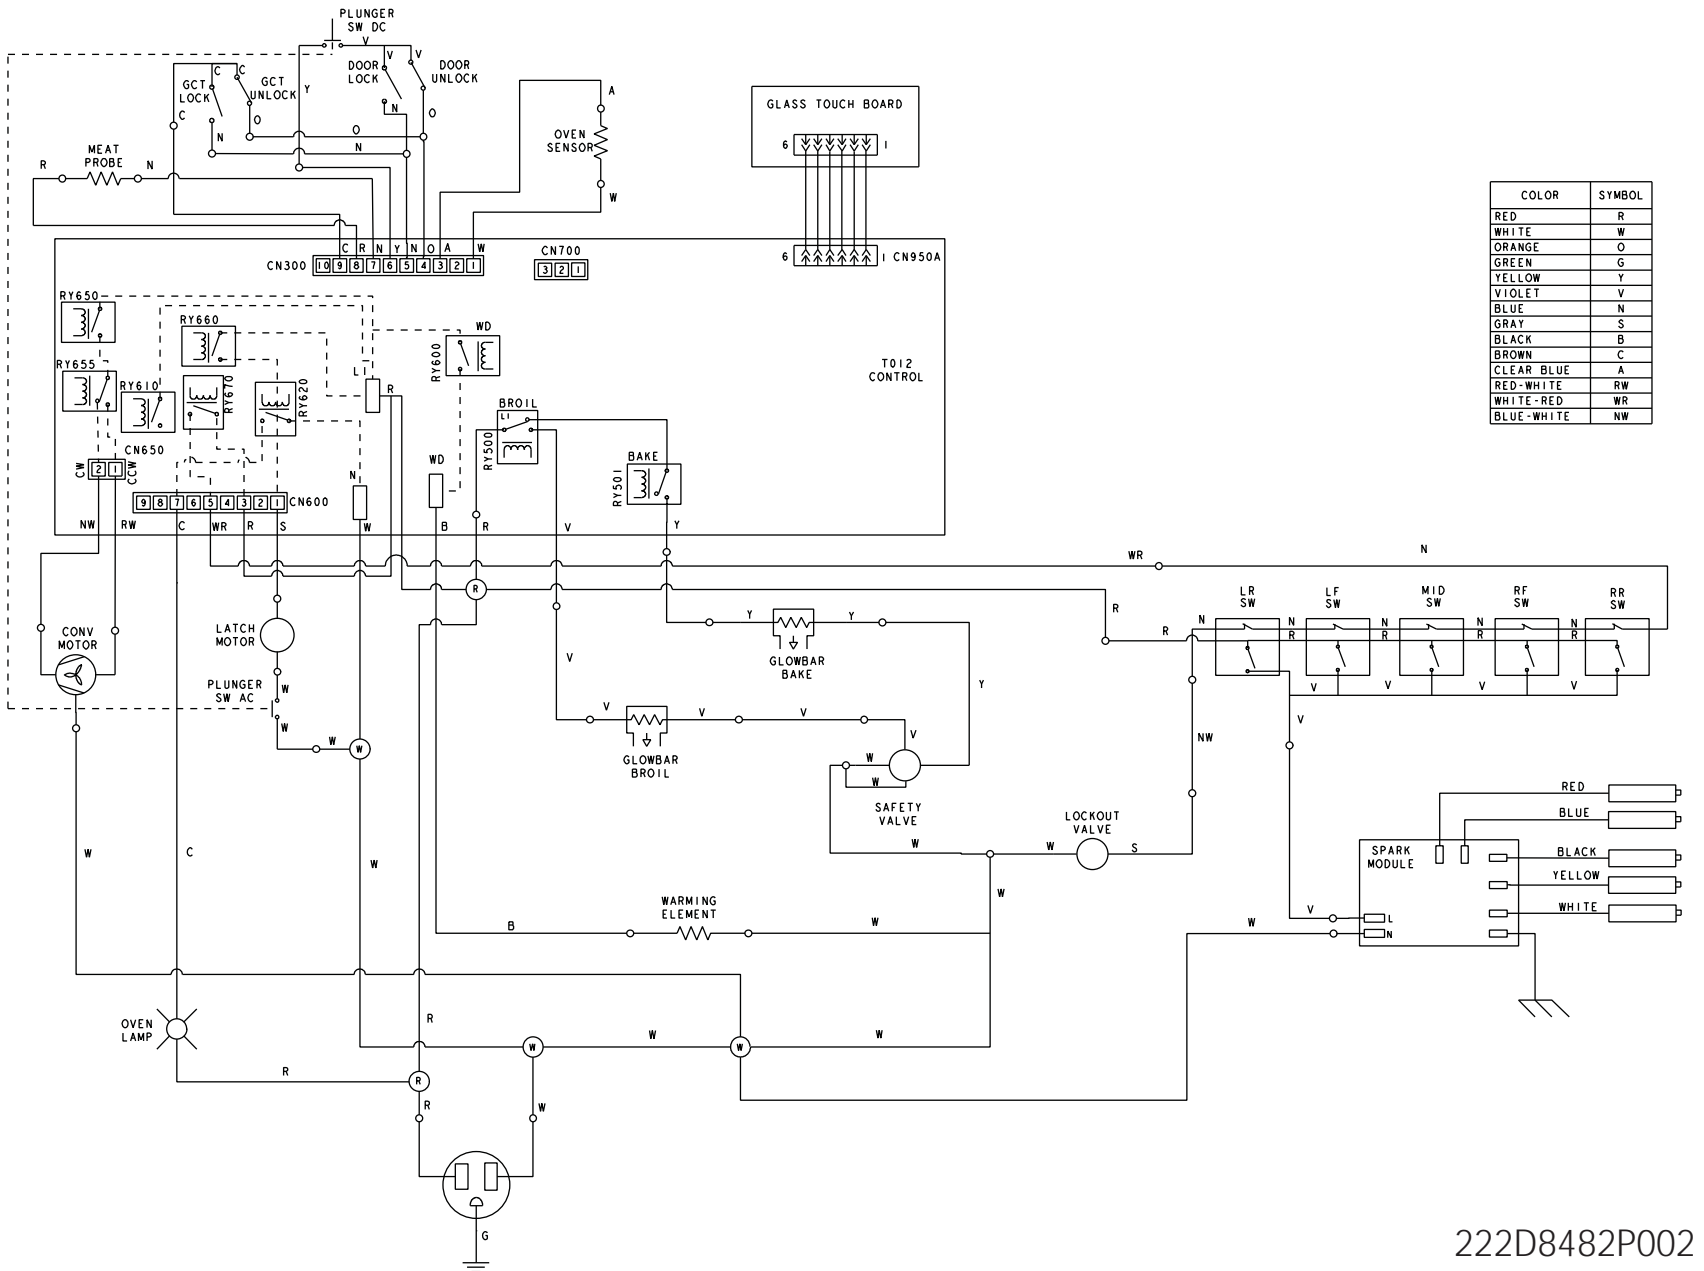 PLUNGER
SW DC
V
V
V
DOOR
LOCK
DOOR
UNLOCK
C
C
GCT
LOCK
GCT
UNLOCK
Y
C
N
O
N
O
O
N
A
OVEN
SENSOR
W
GLASS TOUCH BOARD
6
1
MEAT
PROBE
R
N
COLOR SYMBOL
RED R
WHITE W
ORANGE O
GREEN G
YELLOW Y
VIOLET V
BLUE N
GRAY S
BLACK B
BROWN C
CLEAR BLUE A
RED-WHITE RW
WHITE-RED WR
BLUE-WHITE NW
C R N Y N O A W
CN300 10 9 8 7 6 5 4 3 2 1
CN700
3 2 1
6
1 CN950A
RY650
RY660
WD
RY600
RY655
RY610
RY670
RY620
R
T012
CONTROL
BROIL
L1
RY500
BAKE
RY501
CN650
CW 2 1 CCW
WD
N
9 8 7 6 5 4 3 2 1 CN600
NW RW C WR R S W B R V Y
WR
N
R
R
LR
SW
LF
SW
MID
SW
RF
SW
RR
SW
N N N N N
R R R R R
V V V V
V
CONV
MOTOR
LATCH
MOTOR
PLUNGER
SW AC
W
W
W
W
Y
Y
GLOWBAR
BAKE
Y
V
V
V
V
GLOWBAR
BROIL
V
W
W
SAFETY
VALVE
NW
LOCKOUT
VALVE
W
W
S
W
W
C
W
WARMING
ELEMENT
B
W
SPARK
MODULE
RED
BLUE
BLACK
YELLOW
WHITE
V
L
W
N
OVEN
LAMP
R
R
R
W
W
W
W
R
W
G
222D8482P002